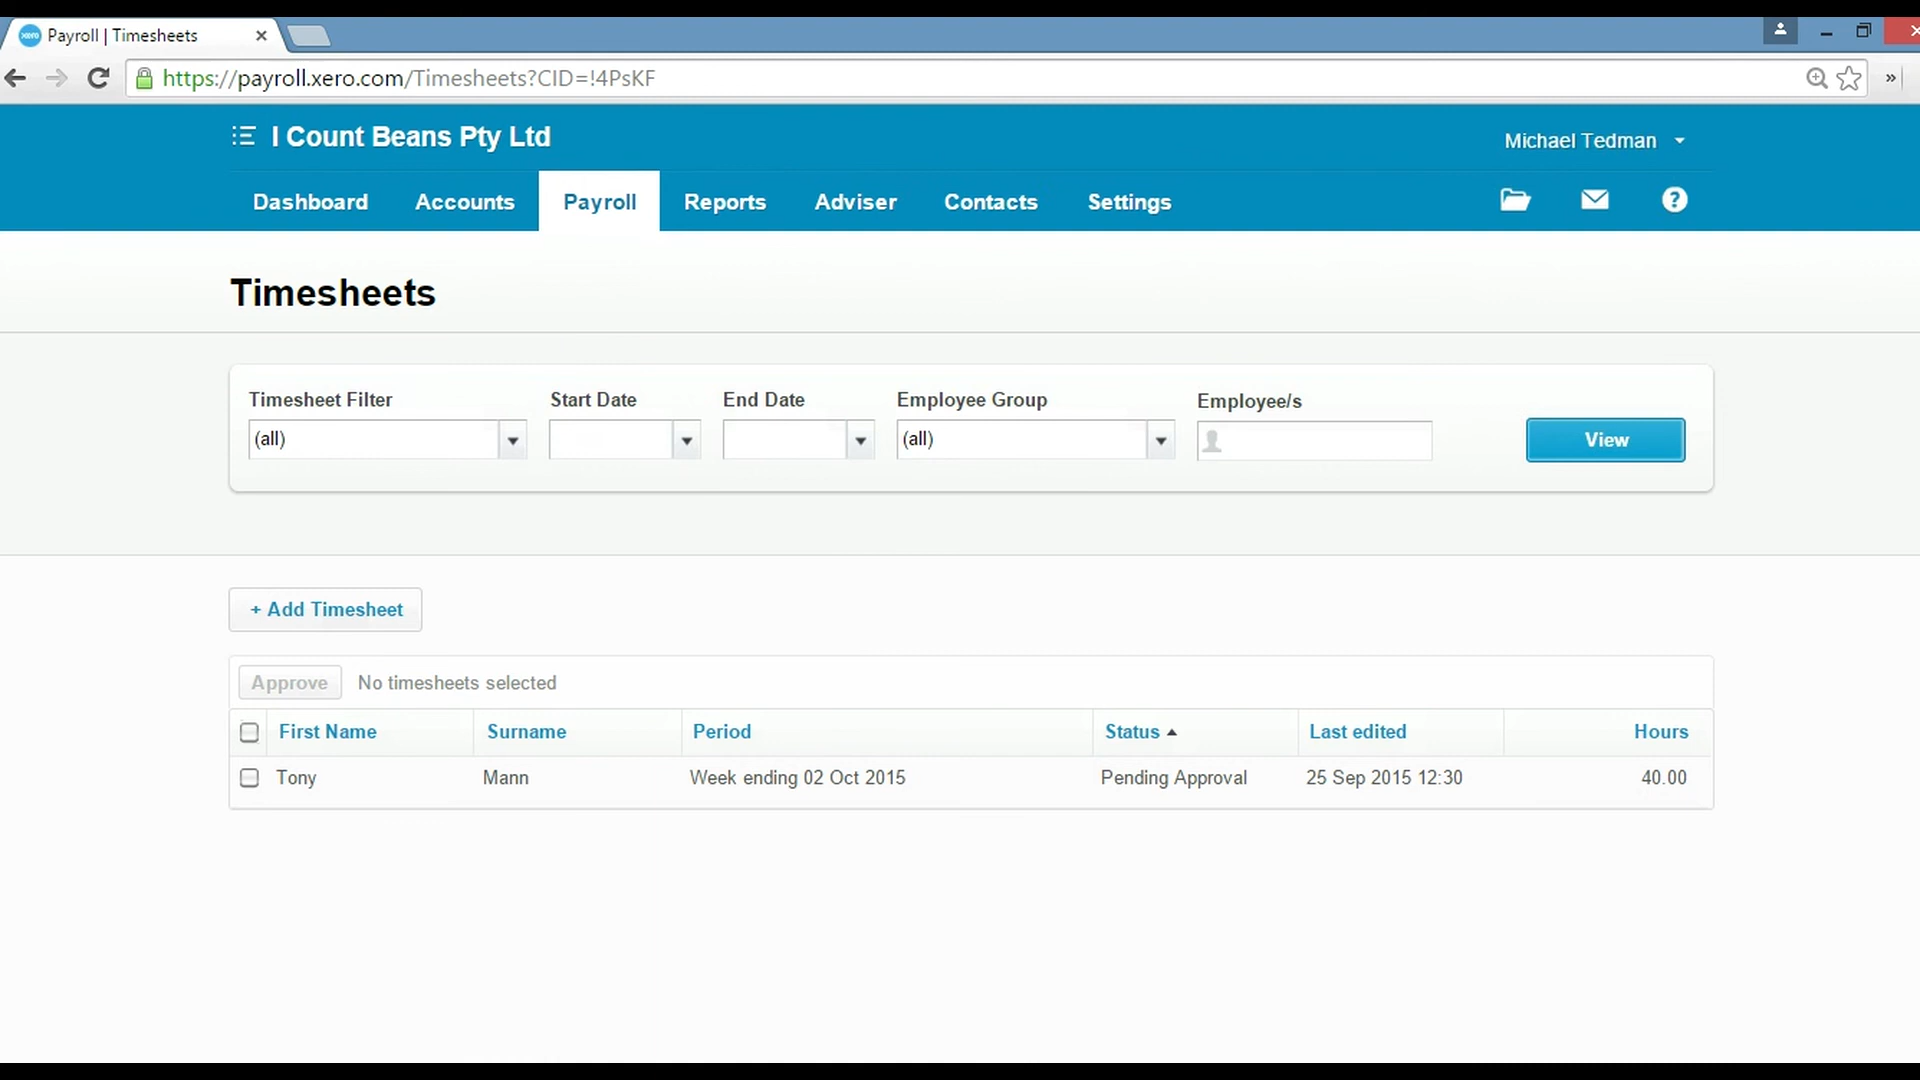 xero Payroll | Timesheets
https://payroll.xero.com/Timesheets?CID=!4PsKF
I Count Beans Pty Ltd
Michael Tedman
Dashboard Accounts Payroll Reports Adviser Contacts Settings ?
Timesheets
Timesheet Filter Start Date End Date Employee Group Employee/s
(all) (all) View
+ Add Timesheet
Approve No timesheets selected
First Name Surname Period Status Last edited Hours
Tony Mann Week ending 02 Oct 2015 Pending Approval 25 Sep 2015 12:30 40.00